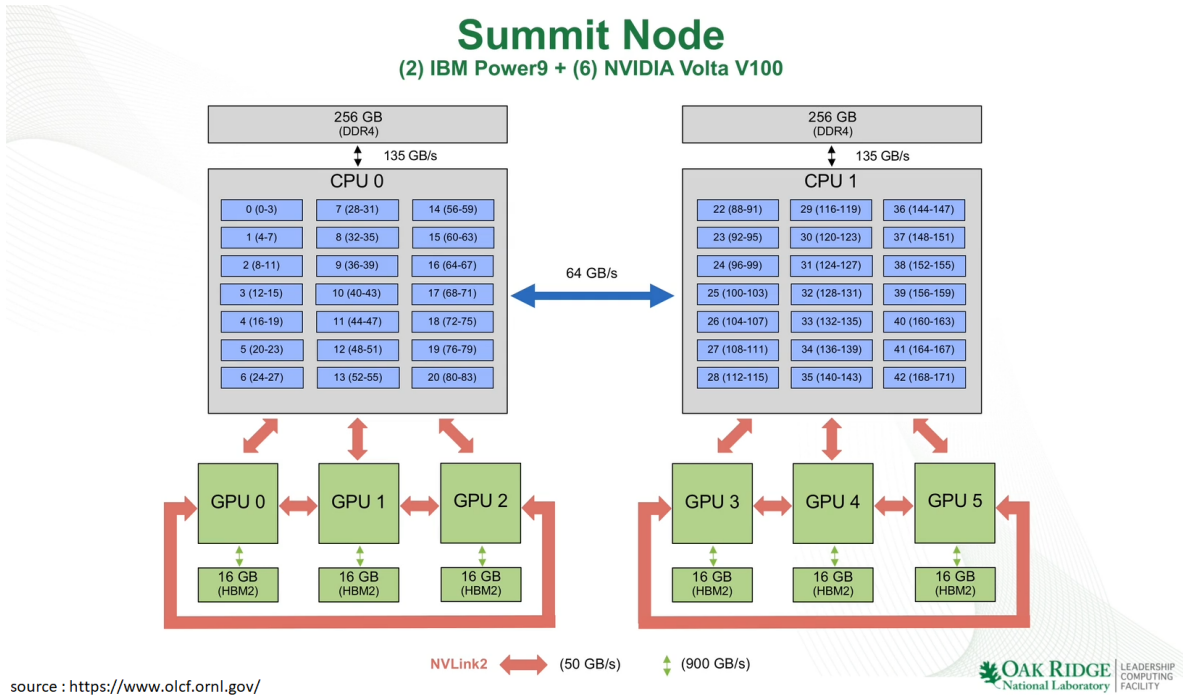 Summit Node
(2) IBM Power9 + (6) NVIDIA Volta V100
256 GB
(DDR4)
256 GB
(DDR4)
135 GB/s
135 GB/s
CPU 0
0 (0-3) 7 (28-31) 14 (56-59)
1 (4-7) 8 (32-35) 15 (60-63)
2 (8-11) 9 (36-39) 16 (64-67)
3 (12-15) 10 (40-43) 17 (68-71)
4 (16-19) 11 (44-47) 18 (72-75)
5 (20-23) 12 (48-51) 19 (76-79)
6 (24-27) 13 (52-55) 20 (80-83)
64 GB/s
CPU 1
22 (88-91) 29 (116-119) 36 (144-147)
23 (92-95) 30 (120-123) 37 (148-151)
24 (96-99) 31 (124-127) 38 (152-155)
25 (100-103) 32 (128-131) 39 (156-159)
26 (104-107) 33 (132-135) 40 (160-163)
27 (108-111) 34 (136-139) 41 (164-167)
28 (112-115) 35 (140-143) 42 (168-171)
GPU 0
GPU 1
GPU 2
GPU 3
GPU 4
GPU 5
16 GB
(HBM2)
16 GB
(HBM2)
16 GB
(HBM2)
16 GB
(HBM2)
16 GB
(HBM2)
16 GB
(HBM2)
NVLink2 (50 GB/s) (900 GB/s)
OAK RIDGE
National Laboratory
LEADERSHIP
COMPUTING
FACILITY
source : https://www.olcf.ornl.gov/